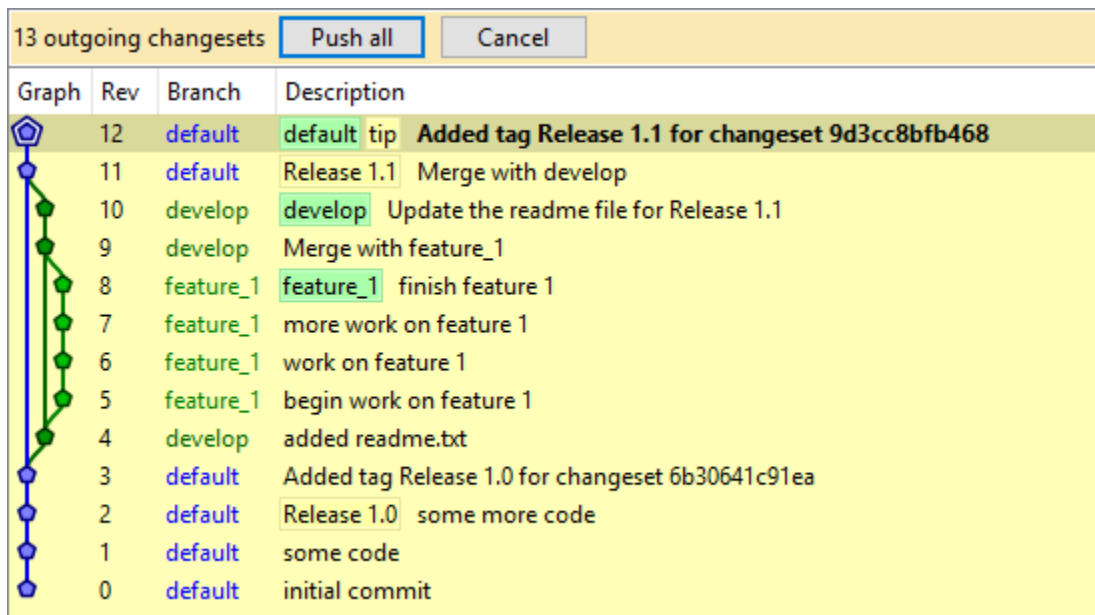 13 outgoing changesets Push all Cancel
Graph Rev Branch Description
12 default default tip Added tag Release 1.1 for changeset 9d3cc8bfb468
11 default Release 1.1 Merge with develop
10 develop develop Update the readme file for Release 1.1
9 develop Merge with feature_1
8 feature_1 feature_1 finish feature 1
7 feature_1 more work on feature 1
6 feature_1 work on feature 1
5 feature_1 begin work on feature 1
4 develop added readme.txt
3 default Added tag Release 1.0 for changeset 6b30641c91ea
2 default Release 1.0 some more code
1 default some code
0 default initial commit